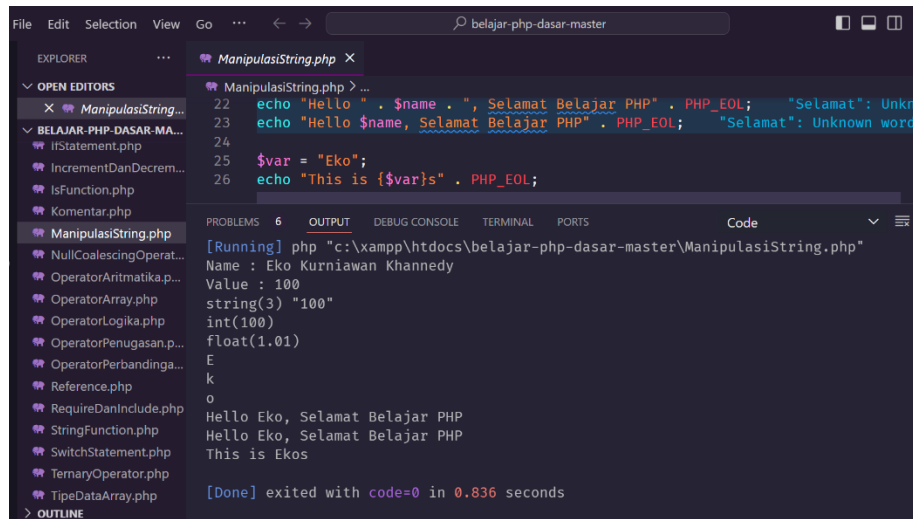 File Edit Selection View Go ··· belajar-php-dasar-master
EXPLORER ···
OPEN EDITORS
ManipulasiString...
BELAJAR-PHP-DASAR-MA...
IfStatement.php
IncrementDanDecrem...
IsFunction.php
Komentar.php
ManipulasiString.php
NullCoalescingOperat...
OperatorAritmatika.p...
OperatorArray.php
OperatorLogika.php
OperatorPenugasan.p...
OperatorPerbandinga...
Reference.php
RequireDanInclude.php
StringFunction.php
SwitchStatement.php
TernaryOperator.php
TipeDataArray.php
OUTLINE
ManipulasiString.php
ManipulasiString.php > ...
22 echo "Hello " . $name . ", Selamat Belajar PHP" . PHP_EOL; "Selamat": Unkn
23 echo "Hello $name, Selamat Belajar PHP" . PHP_EOL; "Selamat": Unknown word
24
25 $var = "Eko";
26 echo "This is {$var}s" . PHP_EOL;
PROBLEMS 6 OUTPUT DEBUG CONSOLE TERMINAL PORTS Code
[Running] php "c:\xampp\htdocs\belajar-php-dasar-master\ManipulasiString.php"
Name : Eko Kurniawan Khannedy
Value : 100
string(3) "100"
int(100)
float(1.01)
E
k
o
Hello Eko, Selamat Belajar PHP
Hello Eko, Selamat Belajar PHP
This is Ekos
[Done] exited with code=0 in 0.836 seconds